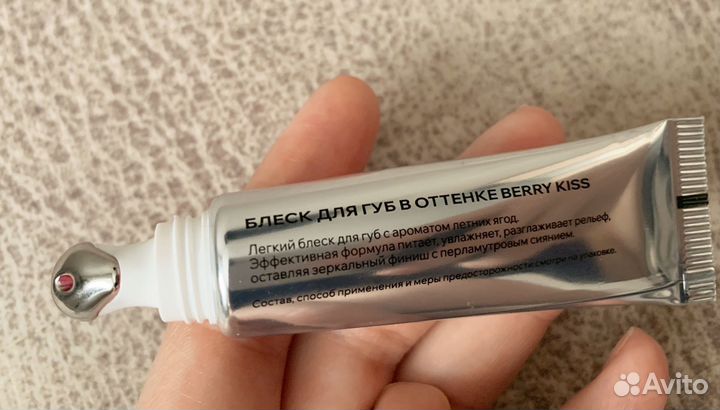 БЛЕСК ДЛЯ ГУБ В ОТТЕНКЕ BERRY KISS
Легкий блеск для губ с ароматом летних ягод.
Эффективная формула питает, увлажняет, разглаживает рельеф,
оставляя зеркальный финиш с перламутровым сиянием.
Состав, способ применения и меры предосторожности смотри на упаковке.
Avito